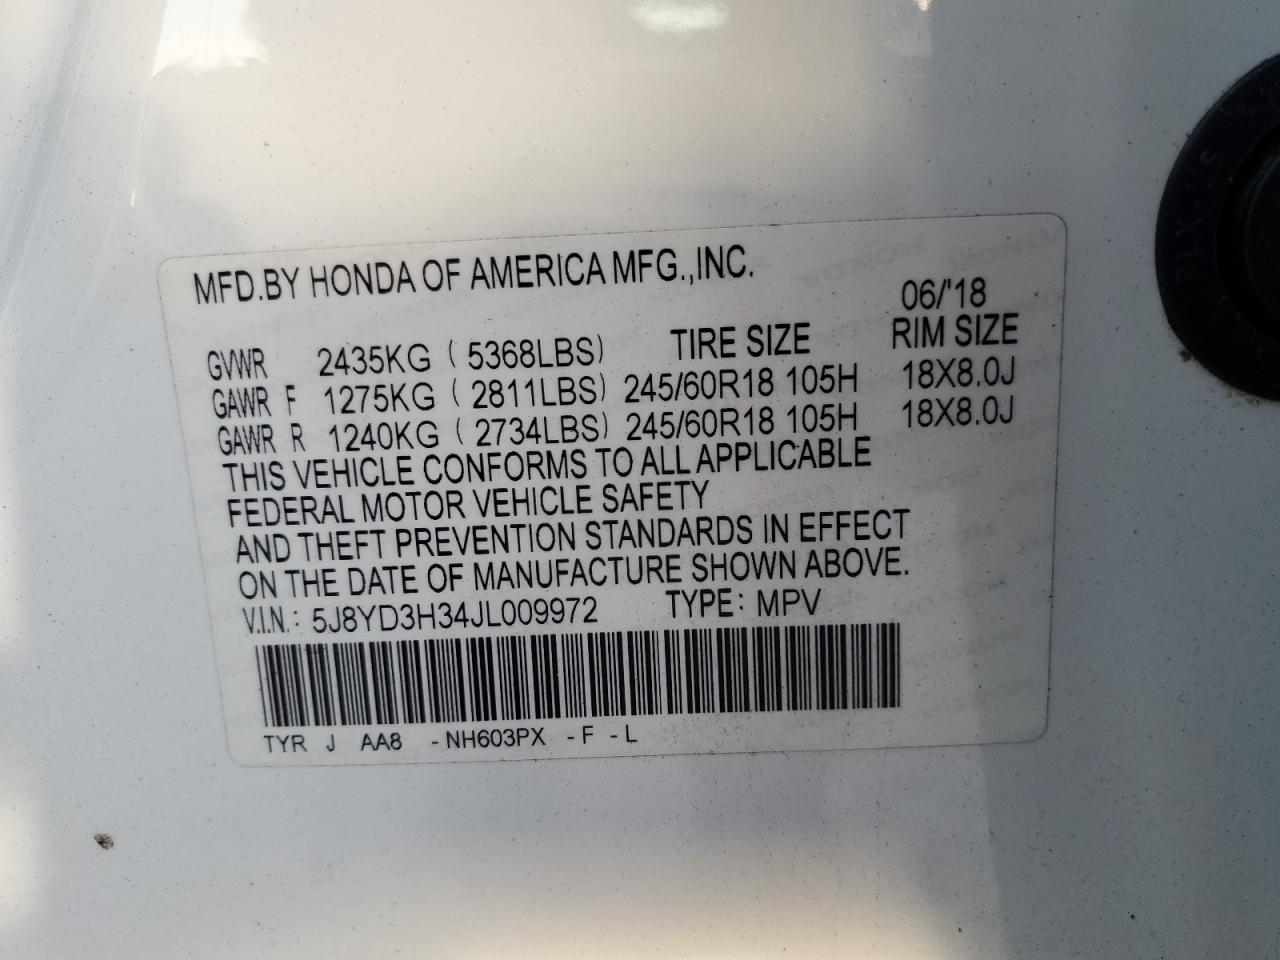 MFD.BY HONDA OF AMERICA MFG.,INC.
06/'18
GVWR 2435KG ( 5368LBS) TIRE SIZE RIM SIZE
GAWR F 1275KG ( 2811LBS) 245/60R18 105H 18X8.0J
GAWR R 1240KG ( 2734LBS) 245/60R18 105H 18X8.0J
THIS VEHICLE CONFORMS TO ALL APPLICABLE
FEDERAL MOTOR VEHICLE SAFETY
AND THEFT PREVENTION STANDARDS IN EFFECT
ON THE DATE OF MANUFACTURE SHOWN ABOVE.
V.I.N.: 5J8YD3H34JL009972 TYPE: MPV
TYR J AA8 -NH603PX -F -L